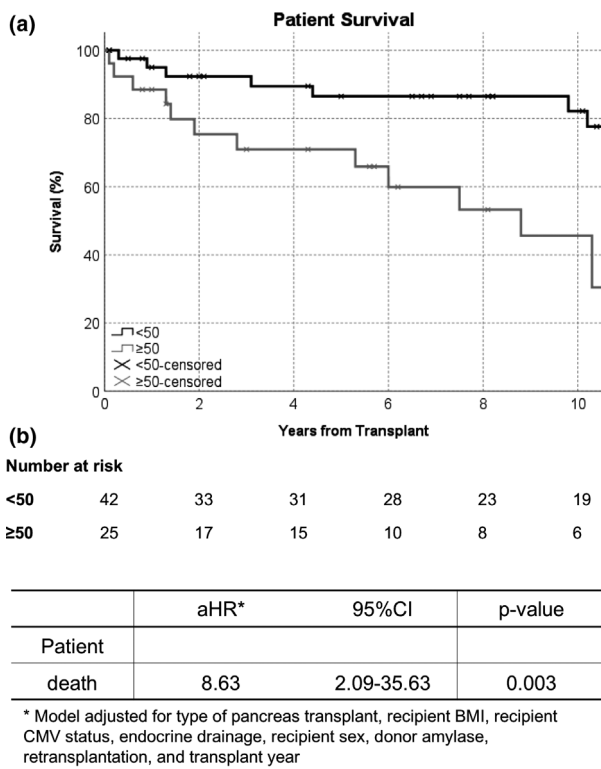 (a)
Patient Survival
Survival (%)
100
80
60
40
20
0
<50
≥50
<50-censored
≥50-censored
0 2 4 6 8 10
Years from Transplant
(b)
Number at risk
<50 42 33 31 28 23 19
≥50 25 17 15 10 8 6
aHR* 95%CI p-value
Patient
death 8.63 2.09-35.63 0.003
* Model adjusted for type of pancreas transplant, recipient BMI, recipient
CMV status, endocrine drainage, recipient sex, donor amylase,
retransplantation, and transplant year